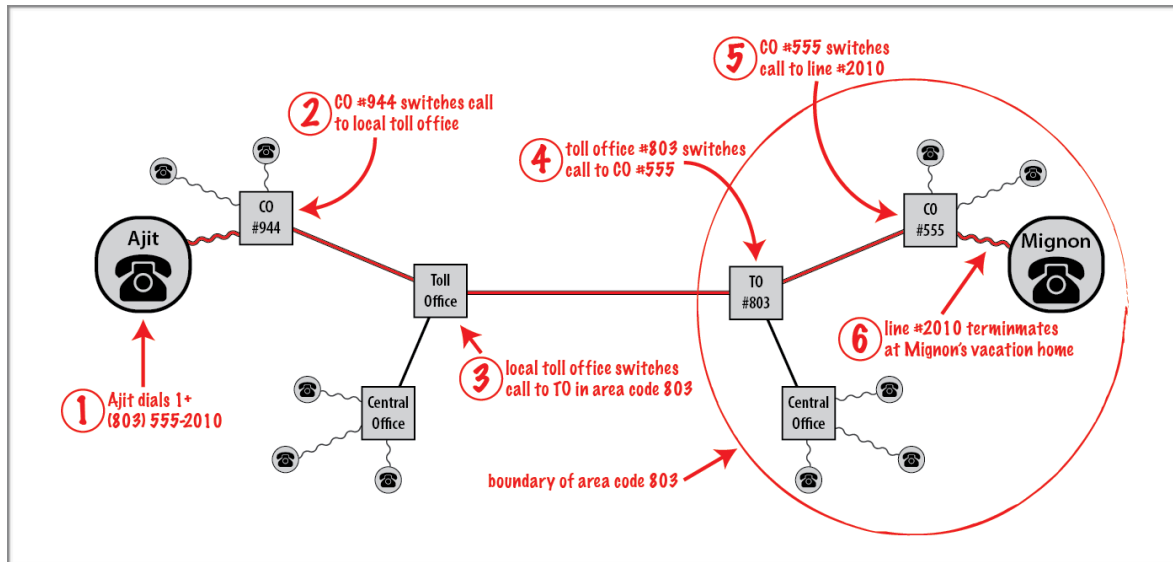 5 CO #555 switches
call to line #2010
2 CO #944 switches call
to local toll office
4 toll office #803 switches
call to CO #555
CO
#944
CO
#555
Ajit
Mignon
Toll
Office
TO
#803
6 line #2010 terminmates
at Mignon's vacation home
3 local toll office switches
call to TO in area code 803
1 Ajit dials 1+
(803) 555-2010
Central
Office
Central
Office
boundary of area code 803